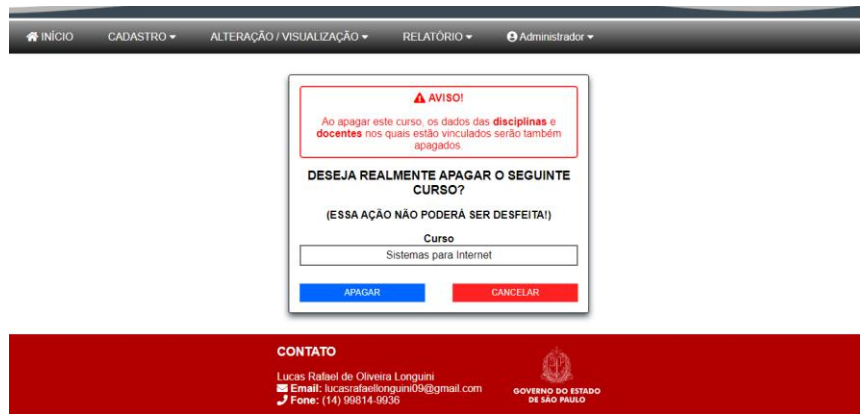 INÍCIO CADASTRO ALTERAÇÃO / VISUALIZAÇÃO RELATÓRIO Administrador
AVISO!
Ao apagar este curso, os dados das disciplinas e
docentes nos quais estão vinculados serão também
apagados.
DESEJA REALMENTE APAGAR O SEGUINTE
CURSO?
(ESSA AÇÃO NÃO PODERÁ SER DESFEITA!)
Curso
Sistemas para Internet
APAGAR CANCELAR
CONTATO
Lucas Rafael de Oliveira Longuini
Email: lucasrafaellonguini09@gmail.com
Fone: (14) 99814-9936
GOVERNO DO ESTADO
DE SÃO PAULO